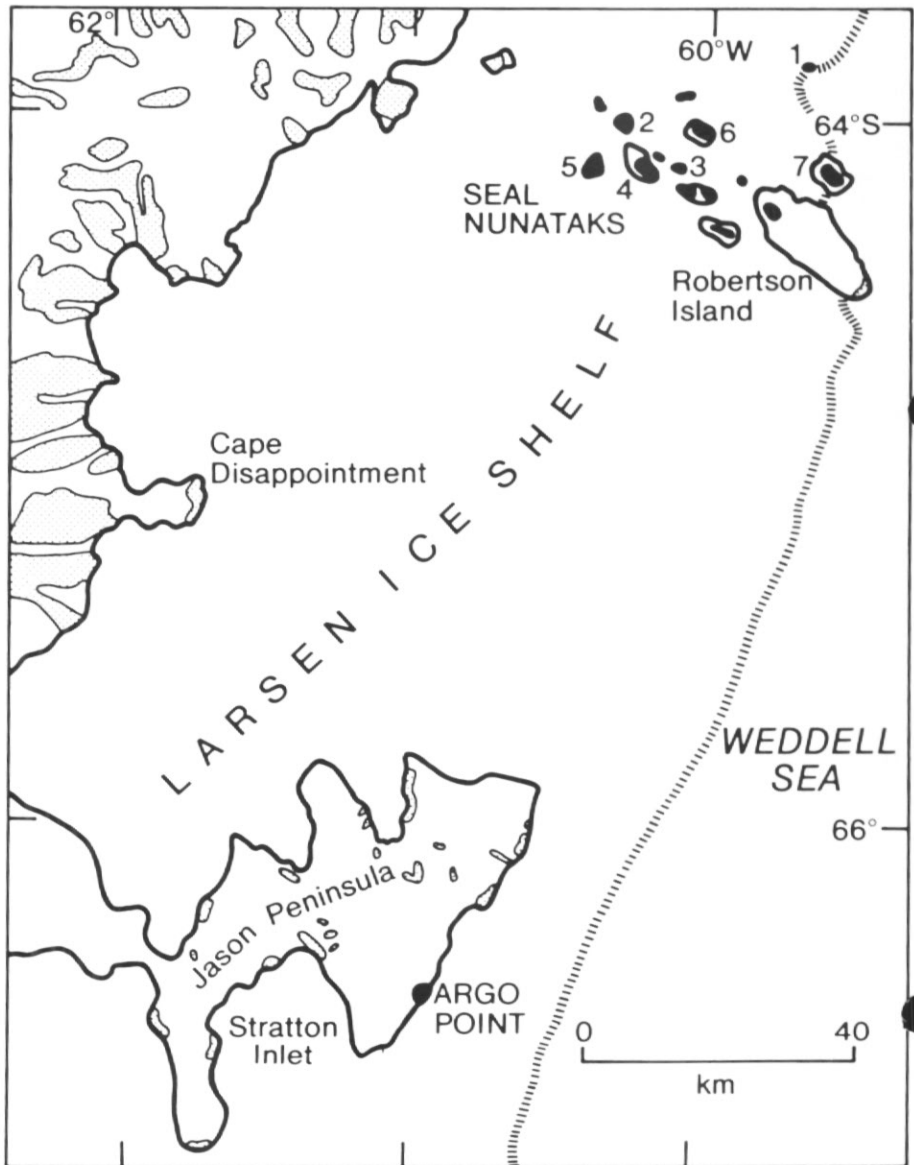 62°
60°W
1
2
6
64°S
5
4
3
7
SEAL
NUNATAKS
Robertson
Island
Cape
Disappointment
LARSEN ICE SHELF
WEDDELL
SEA
66°
Jason Peninsula
ARGO
POINT
Stratton
Inlet
0 40
km